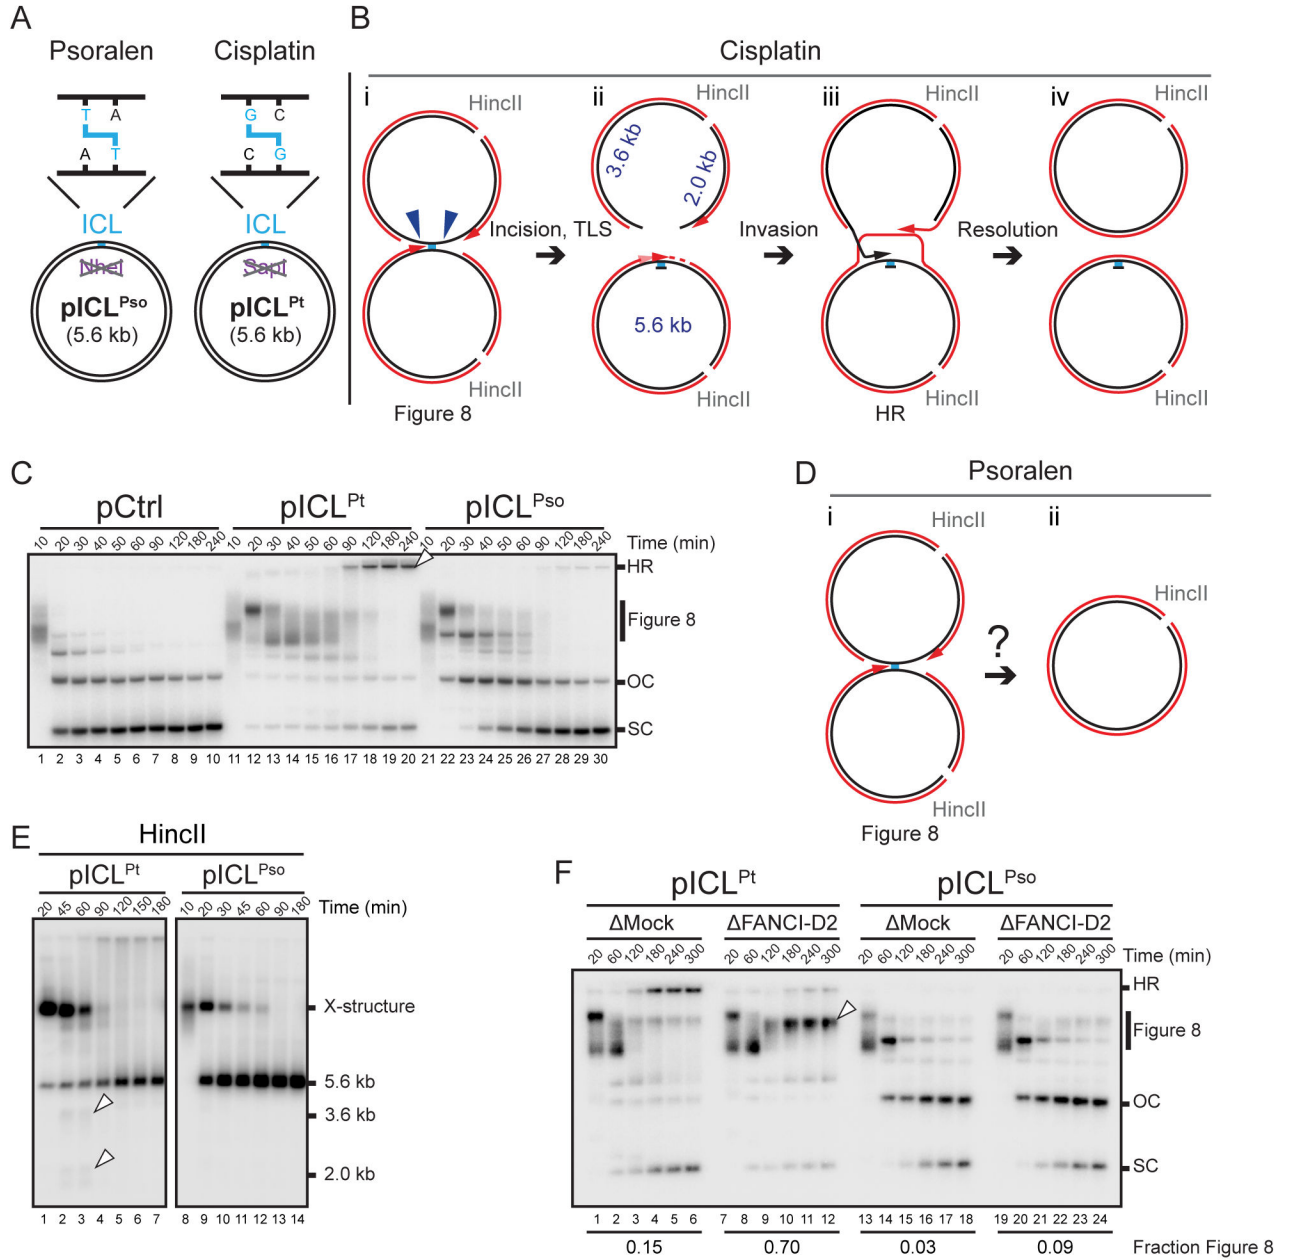 A
Psoralen Cisplatin
T A G C
A T C G
ICL ICL
NheI SapI
pICLPso pICLPt
(5.6 kb) (5.6 kb)
B
Cisplatin
i ii iii iv
HincII HincII HincII HincII
3.6 kb 2.0 kb
Incision, TLS Invasion Resolution
5.6 kb
HincII HincII HincII HincII
Figure 8 HR
C
pCtrl pICLPt pICLPso
10 20 30 40 50 60 90 120 180 240 10 20 30 40 50 60 90 120 180 240 10 20 30 40 50 60 90 120 180 240 Time (min)
HR
Figure 8
OC
SC
1 2 3 4 5 6 7 8 9 10 11 12 13 14 15 16 17 18 19 20 21 22 23 24 25 26 27 28 29 30
D
Psoralen
i ii
HincII
HincII
?
HincII
Figure 8
E
HincII
pICLPt pICLPso
20 45 60 90 120 150 180 10 20 30 45 60 90 180 Time (min)
X-structure
5.6 kb
3.6 kb
2.0 kb
1 2 3 4 5 6 7 8 9 10 11 12 13 14
F
pICLPt pICLPso
ΔMock ΔFANCI-D2 ΔMock ΔFANCI-D2
20 60 120 180 240 300 20 60 120 180 240 300 20 60 120 180 240 300 20 60 120 180 240 300 Time (min)
HR
Figure 8
OC
SC
1 2 3 4 5 6 7 8 9 10 11 12 13 14 15 16 17 18 19 20 21 22 23 24
0.15 0.70 0.03 0.09 Fraction Figure 8